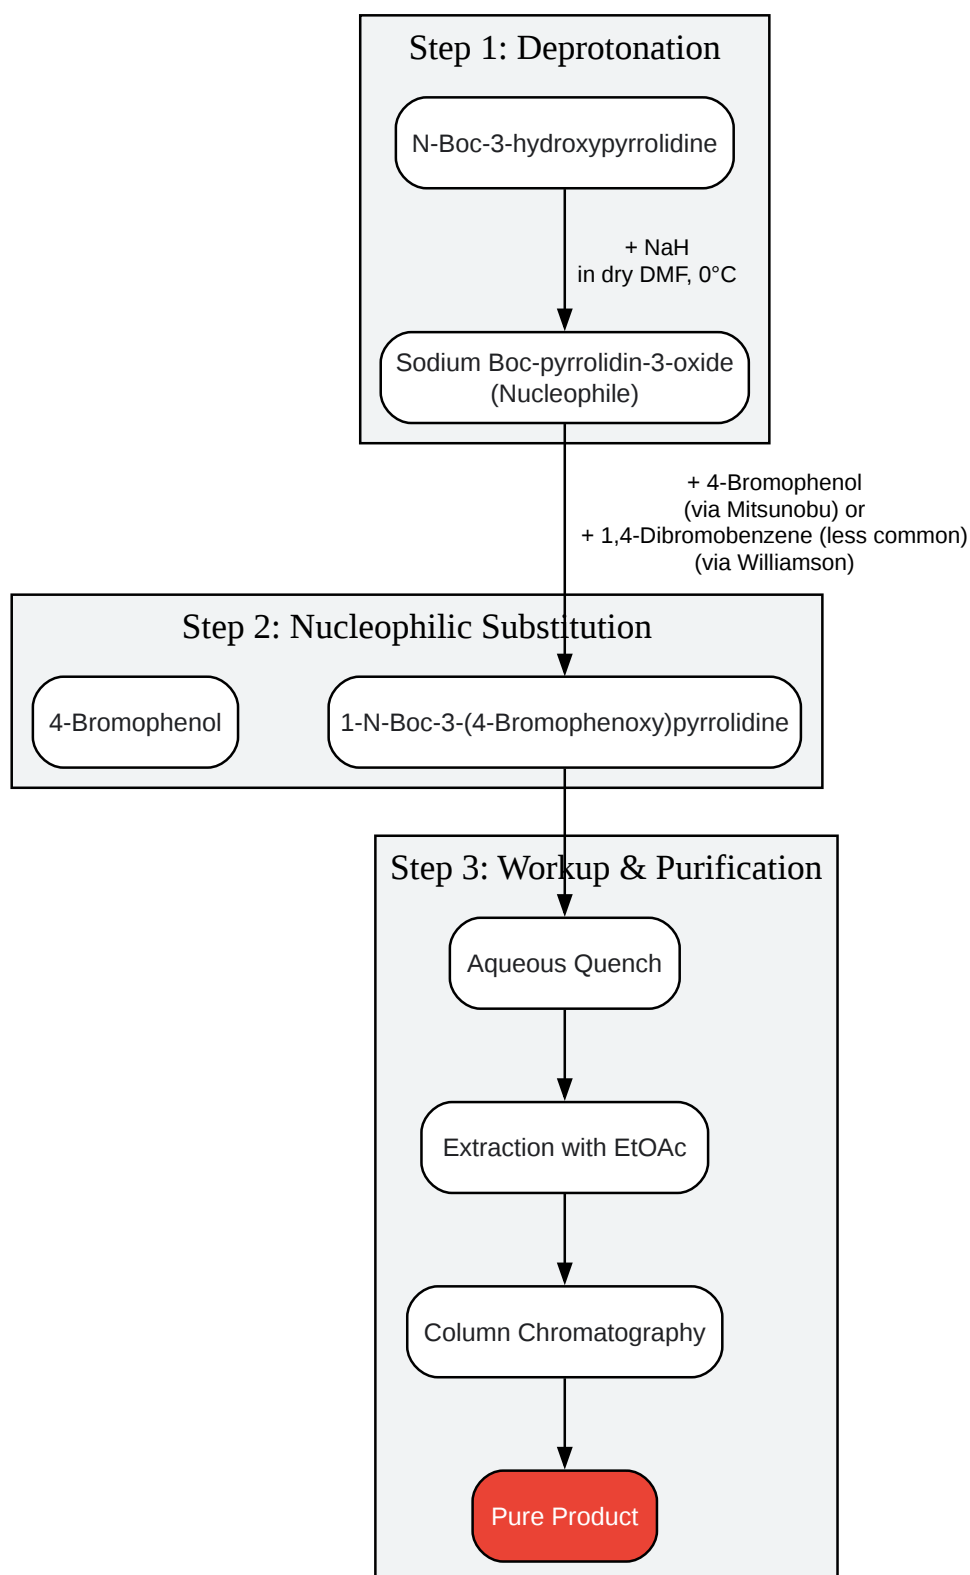 Step 1: Deprotonation
N-Boc-3-hydroxypyrrolidine
+ NaH
in dry DMF, 0°C
Sodium Boc-pyrrolidin-3-oxide
(Nucleophile)
+ 4-Bromophenol
(via Mitsunobu) or
+ 1,4-Dibromobenzene (less common)
(via Williamson)
Step 2: Nucleophilic Substitution
4-Bromophenol
1-N-Boc-3-(4-Bromophenoxy)pyrrolidine
Step 3: Workup & Purification
Aqueous Quench
Extraction with EtOAc
Column Chromatography
Pure Product